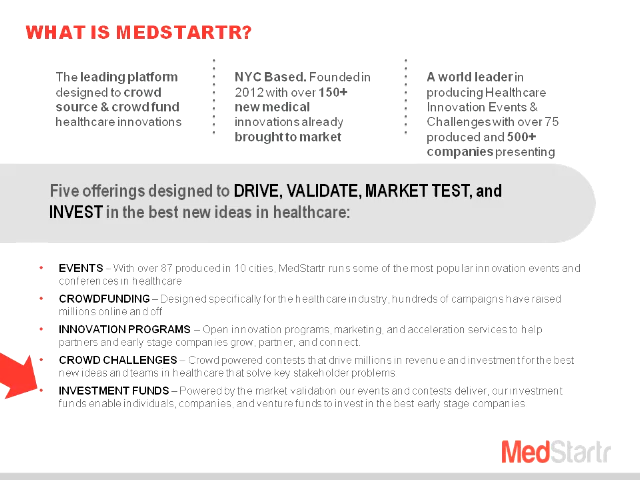 WHAT IS MEDSTARTR?
The leading platform
designed to crowd
source & crowd fund
healthcare innovations
NYC Based. Founded in
2012 with over 150+
new medical
innovations already
brought to market
A world leader in
producing Healthcare
Innovation Events &
Challenges with over 75
produced and 500+
companies presenting
Five offerings designed to DRIVE, VALIDATE, MARKET TEST, and
INVEST in the best new ideas in healthcare:
• EVENTS - With over 87 produced in 10 cities, MedStartr runs some of the most popular innovation events and
conferences in healthcare
• CROWDFUNDING – Designed specifically for the healthcare industry, hundreds of campaigns have raised
millions online and off
• INNOVATION PROGRAMS – Open innovation programs, marketing, and acceleration services to help
partners and early stage companies grow, partner, and connect.
• CROWD CHALLENGES – Crowd powered contests that drive millions in revenue and investment for the best
new ideas and teams in healthcare that solve key stakeholder problems
• INVESTMENT FUNDS – Powered by the market validation our events and contests deliver, our investment
funds enable individuals, companies, and venture funds to invest in the best early stage companies
MedStartr